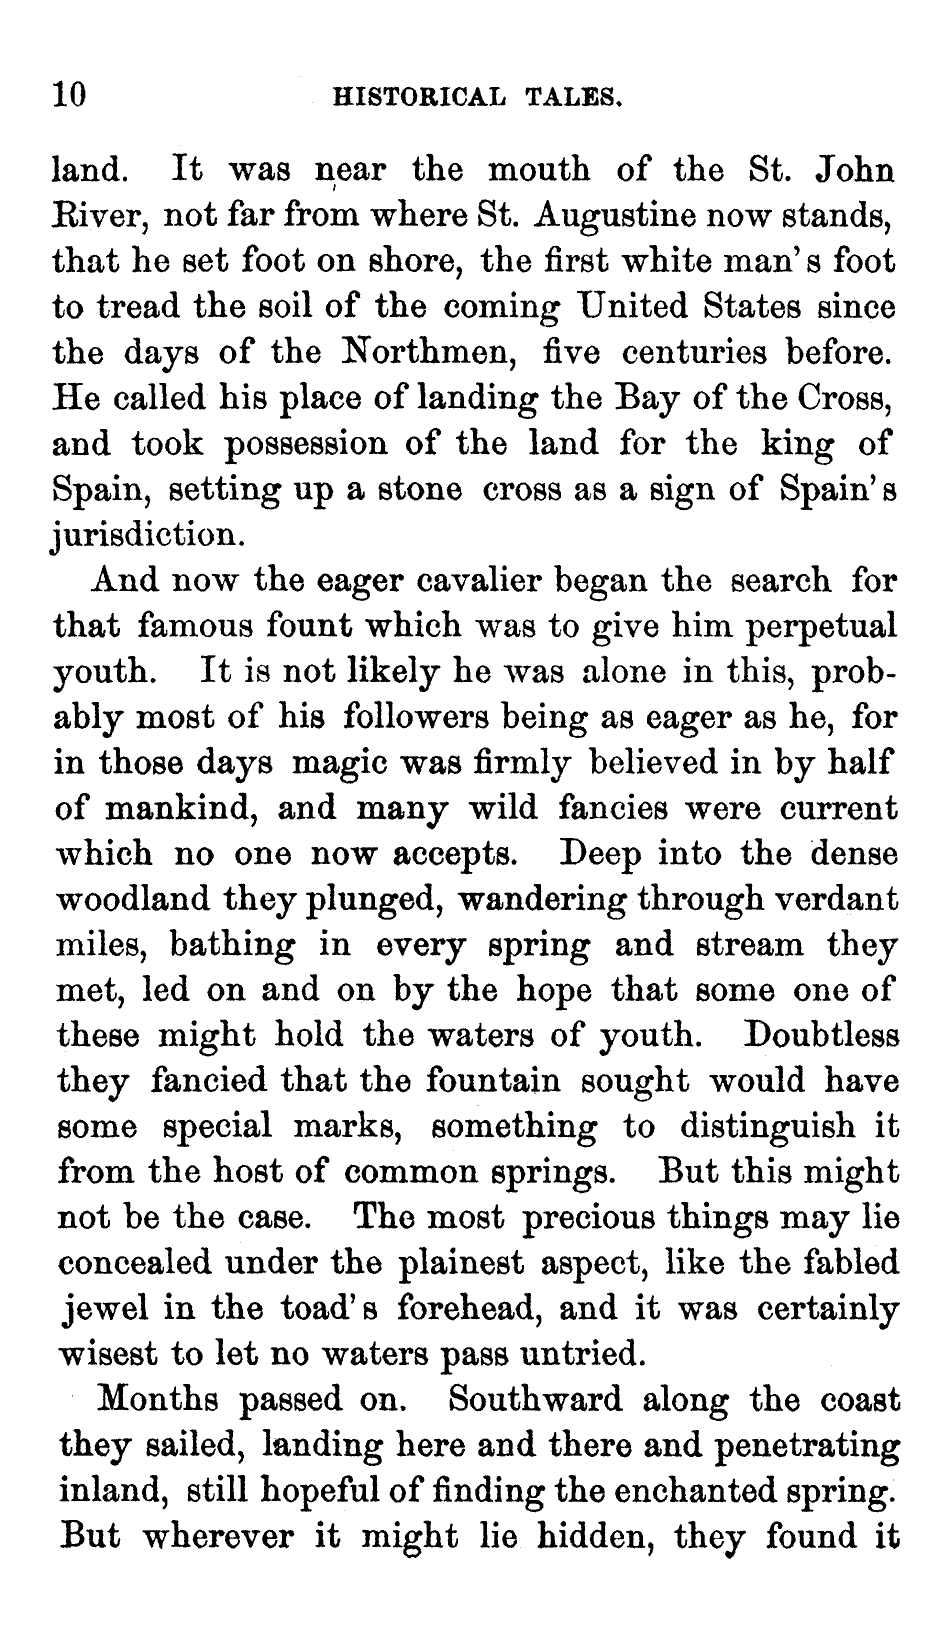 10 HISTORICAL TALES.
land. It was near the mouth of the St. John
River, not far from where St. Augustine now stands,
that he set foot on shore, the first white man's foot
to tread the soil of the coming United States since
the days of the Northmen, five centuries before.
He called his place of landing the Bay of the Cross,
and took possession of the land for the king of
Spain, setting up a stone cross as a sign of Spain's
jurisdiction.
And now the eager cavalier began the search for
that famous fount which was to give him perpetual
youth. It is not likely he was alone in this, prob-
ably most of his followers being as eager as he, for
in those days magic was firmly believed in by half
of mankind, and many wild fancies were current
which no one now accepts. Deep into the dense
woodland they plunged, wandering through verdant
miles, bathing in every spring and stream they
met, led on and on by the hope that some one of
these might hold the waters of youth. Doubtless
they fancied that the fountain sought would have
some special marks, something to distinguish it
from the host of common springs. But this might
not be the case. The most precious things may lie
concealed under the plainest aspect, like the fabled
jewel in the toad's forehead, and it was certainly
wisest to let no waters pass untried.
Months passed on. Southward along the coast
they sailed, landing here and there and penetrating
inland, still hopeful of finding the enchanted spring.
But wherever it might lie hidden, they found it